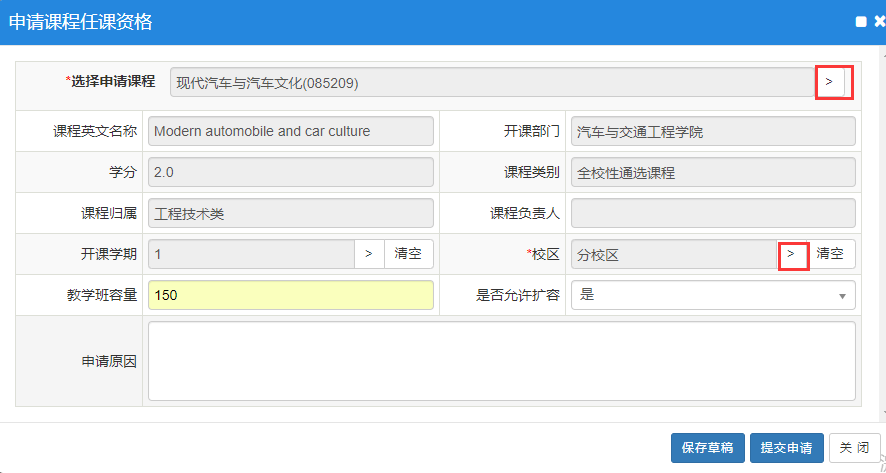 申请课程任课资格
*选择申请课程 现代汽车与汽车文化(085209) >
课程英文名称 Modern automobile and car culture 开课部门 汽车与交通工程学院
学分 2.0 课程类别 全校性通选课程
课程归属 工程技术类 课程负责人
开课学期 1 > 清空 *校区 分校区 > 清空
教学班容量 150 是否允许扩容 是
申请原因
保存草稿 提交申请 关闭